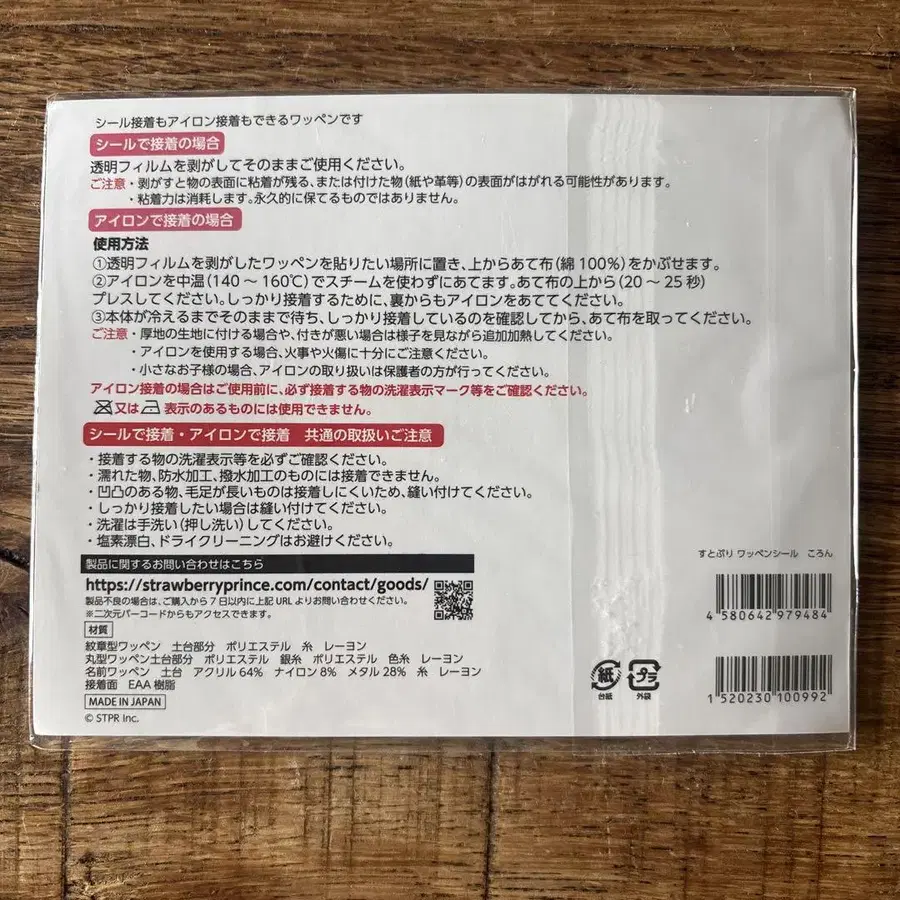 シール接着もアイロン接着もできるワッペンです
シールで接着の場合
透明フィルムを剥がしてそのままご使用ください。
ご注意・剥がすと物の表面に粘着が残る、または付けた物(紙や革等)の表面がはがれる可能性があります。
・粘着力は消耗します。永久的に保てるものではありません。
アイロンで接着の場合
使用方法
①透明フィルムを剥がしたワッペンを貼りたい場所に置き、上からあて布(綿100%)をかぶせます。
②アイロンを中温(140～160℃)でスチームを使わずにあてます。あて布の上から(20～25秒)
プレスしてください。しっかり接着するために、裏からもアイロンをあててください。
③本体が冷えるまでそのままで待ち、しっかり接着しているのを確認してから、あて布を取ってください。
ご注意・厚地の生地に付ける場合や、付きが悪い場合は様子を見ながら追加加熱してください。
・アイロンを使用する場合、火事や火傷に十分にご注意ください。
・小さなお子様の場合、アイロンの取り扱いは保護者の方が行ってください。
アイロン接着の場合はご使用前に、必ず接着する物の洗濯表示マーク等をご確認ください。
又は 表示のあるものには使用できません。
シールで接着・アイロンで接着 共通の取扱いご注意
・接着する物の洗濯表示等を必ずご確認ください。
・濡れた物、防水加工、撥水加工のものには接着できません。
・凹凸のある物、毛足が長いものは接着しにくいため、縫い付けてください。
・しっかり接着したい場合は縫い付けてください。
・洗濯は手洗い(押し洗い)してください。
・塩素漂白、ドライクリーニングはお避けください。
製品に関するお問い合わせはこちら
https://strawberryprince.com/contact/goods/
製品不良の場合は、ご購入から7日以内に上記URLよりお問い合わせください。
※二次元バーコードからもアクセスできます。
材質
紋章型ワッペン 土台部分 ポリエステル 糸 レーヨン
丸型ワッペン土台部分 ポリエステル 銀糸 ポリエステル 色糸 レーヨン
名前ワッペン 土台 アクリル64% ナイロン8% メタル28% 糸 レーヨン
接着面 EAA樹脂
MADE IN JAPAN
© STPR Inc.
すとぷり ワッペンシール ころん
4 580642 979484
紙
台紙
プラ
外袋
1 520230 100992